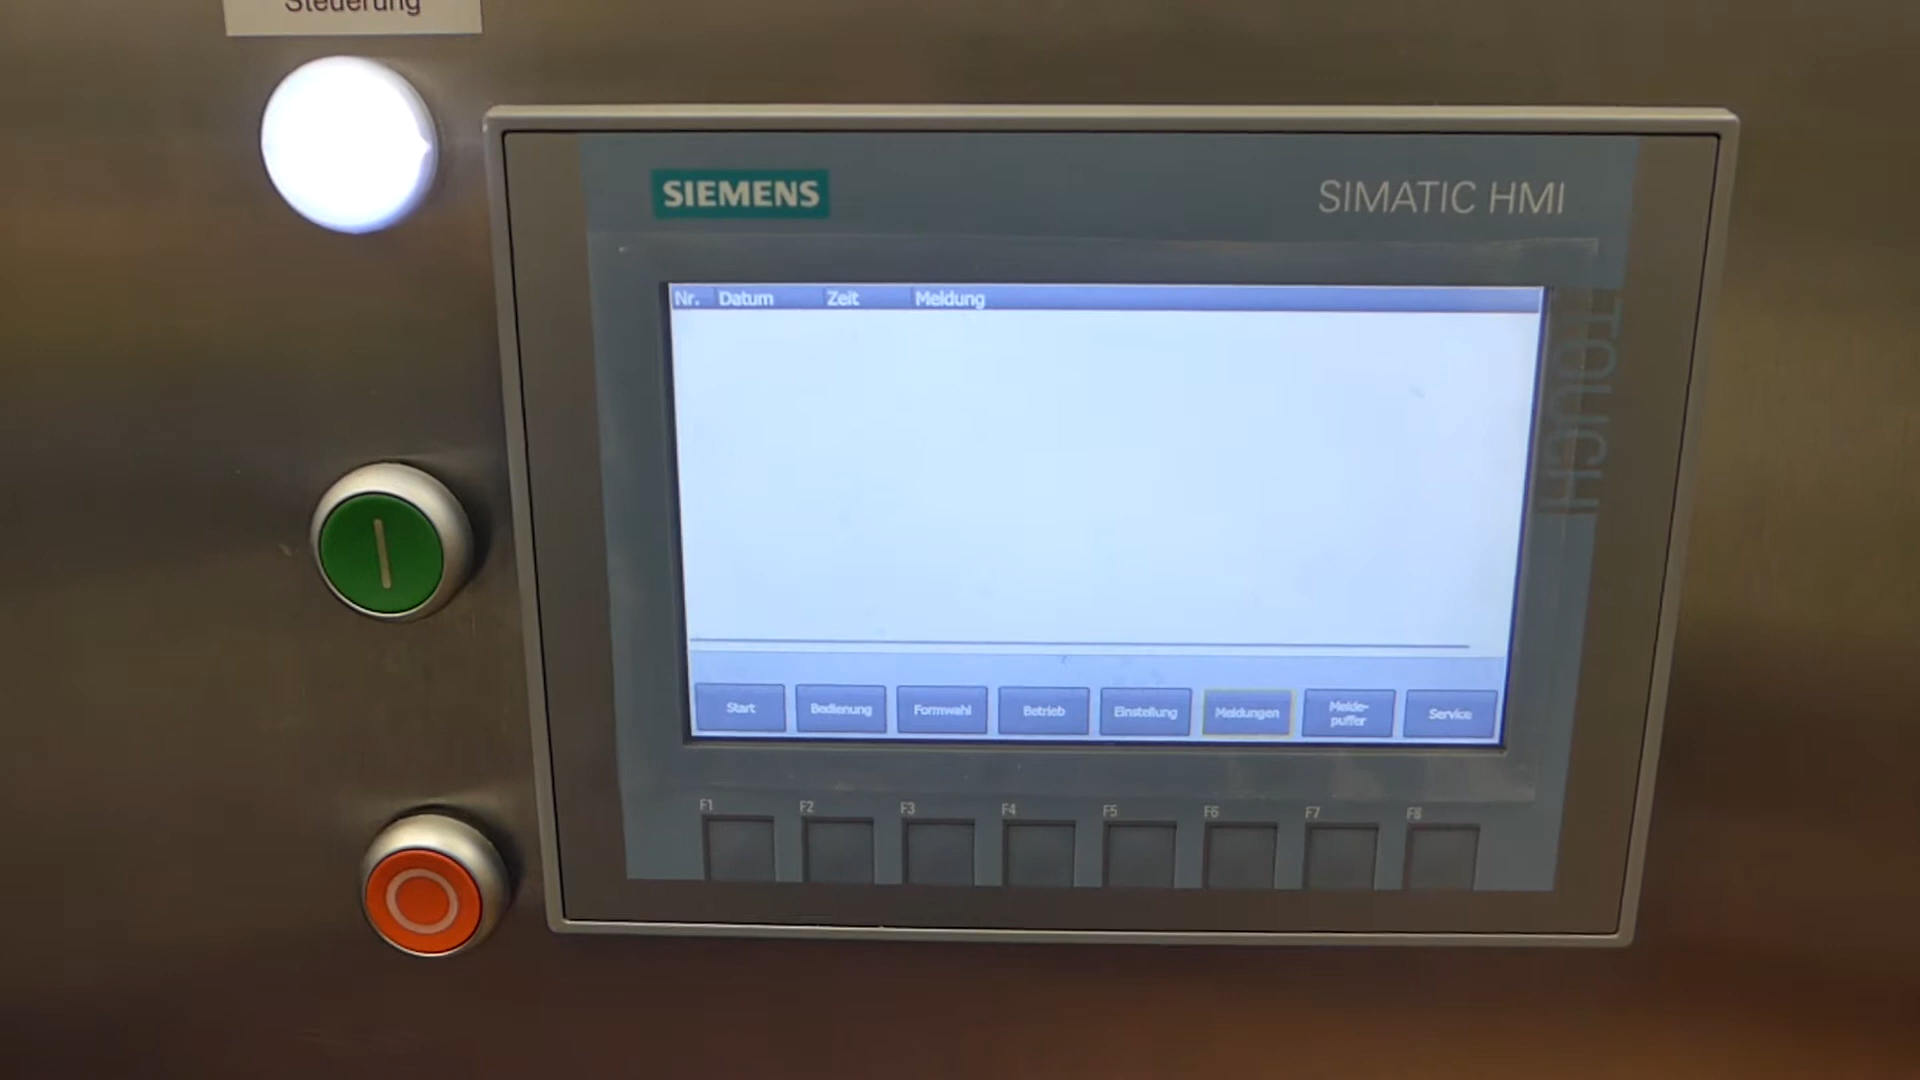 Steuerung
SIEMENS
SIMATIC HMI
TOUCH
Nr. Datum Zeit Meldung
Start Bedienung Formwahl Betrieb Einstellung Meldungen Melde-
puffer Service
F1 F2 F3 F4 F5 F6 F7 F8